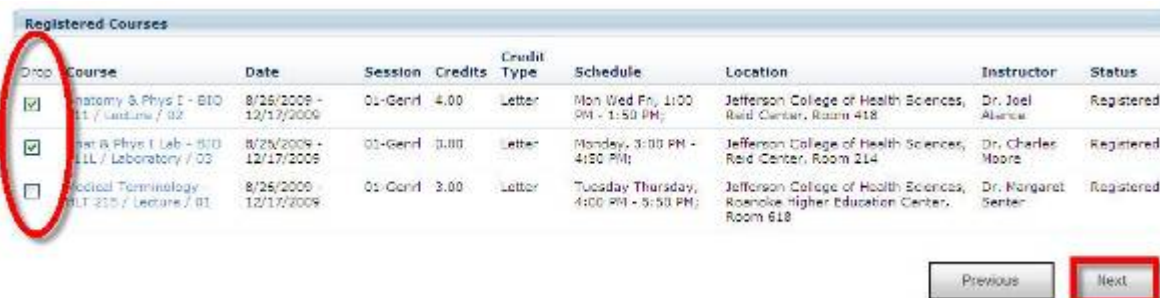 Registered Courses
Credit
Drop Course Date Session Credits Type Schedule Location Instructor Status
Anatomy & Phys I - BIO 8/26/2009 - 01-Genrl 4.00 Letter Mon Wed Fri, 1:00 Jefferson College of Health Sciences, Dr. Joel Registered
111 / Lecture / 02 12/17/2009 PM - 1:50 PM; Reid Center, Room 418
Anat & Phys I Lab - BIO 8/26/2009 - 01-Genrl 0.00 Letter Monday, 3:00 PM - Jefferson College of Health Sciences, Dr. Charles Registered
111L / Laboratory / 03 12/17/2009 4:50 PM; Reid Center, Room 214 Moore
Medical Terminology 8/26/2009 - 01-Genrl 3.00 Letter Tuesday Thursday, Jefferson College of Health Sciences, Dr. Margaret Registered
HLT 215 / Lecture / 01 12/17/2009 4:00 PM - 5:50 PM; Roanoke Higher Education Center, Senter
Room 618
Previous Next